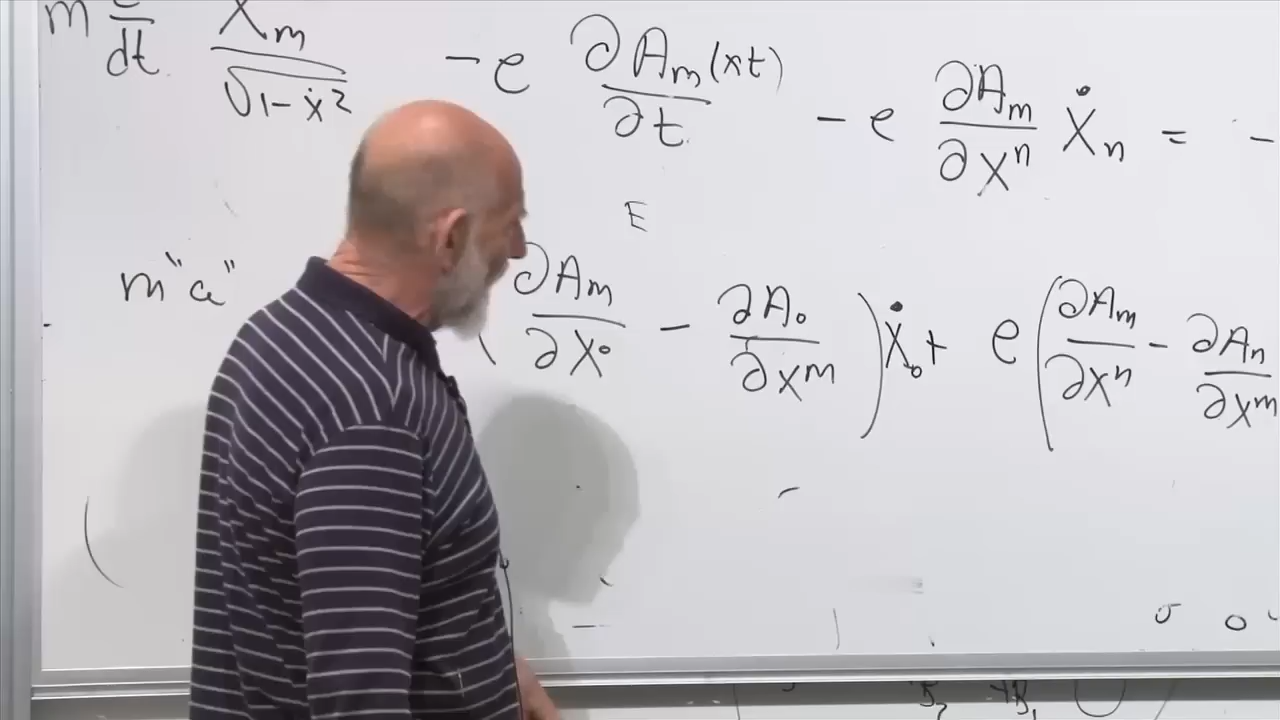 m d/dt Ẋm/√1-ẋ² - e ∂Am(xt)/∂t - e ∂Am/∂Xⁿ Ẋn = -
E
m "a" ( ∂Am/∂X⁰ - ∂A₀/∂Xᵐ ) Ẋ₀ + e ( ∂Am/∂Xⁿ - ∂An/∂Xᵐ